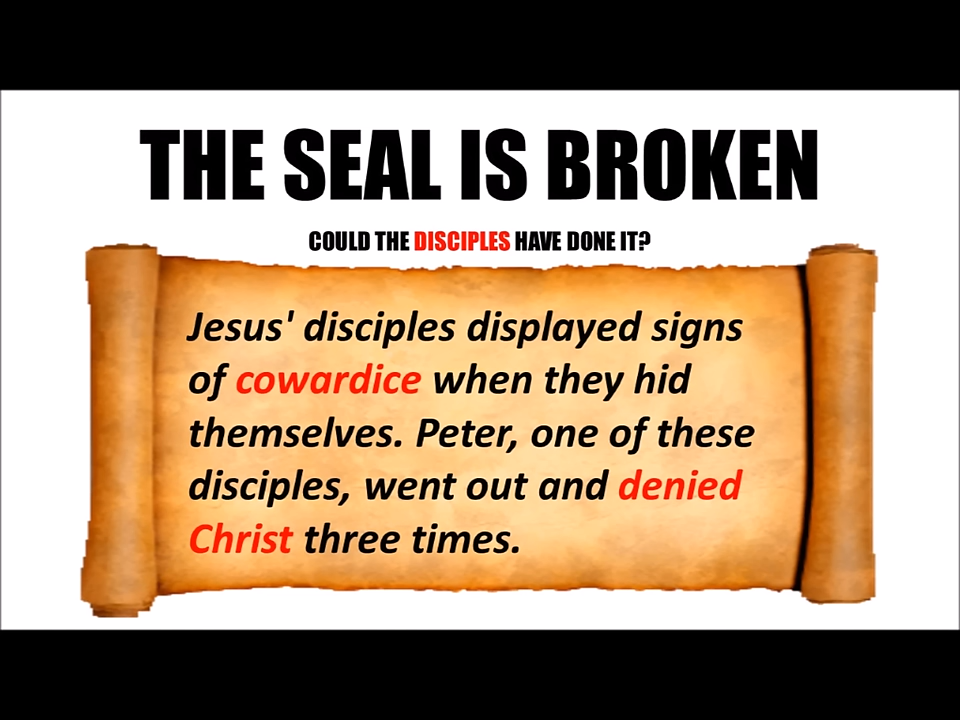 THE SEAL IS BROKEN
COULD THE DISCIPLES HAVE DONE IT?
Jesus' disciples displayed signs
of cowardice when they hid
themselves. Peter, one of these
disciples, went out and denied
Christ three times.